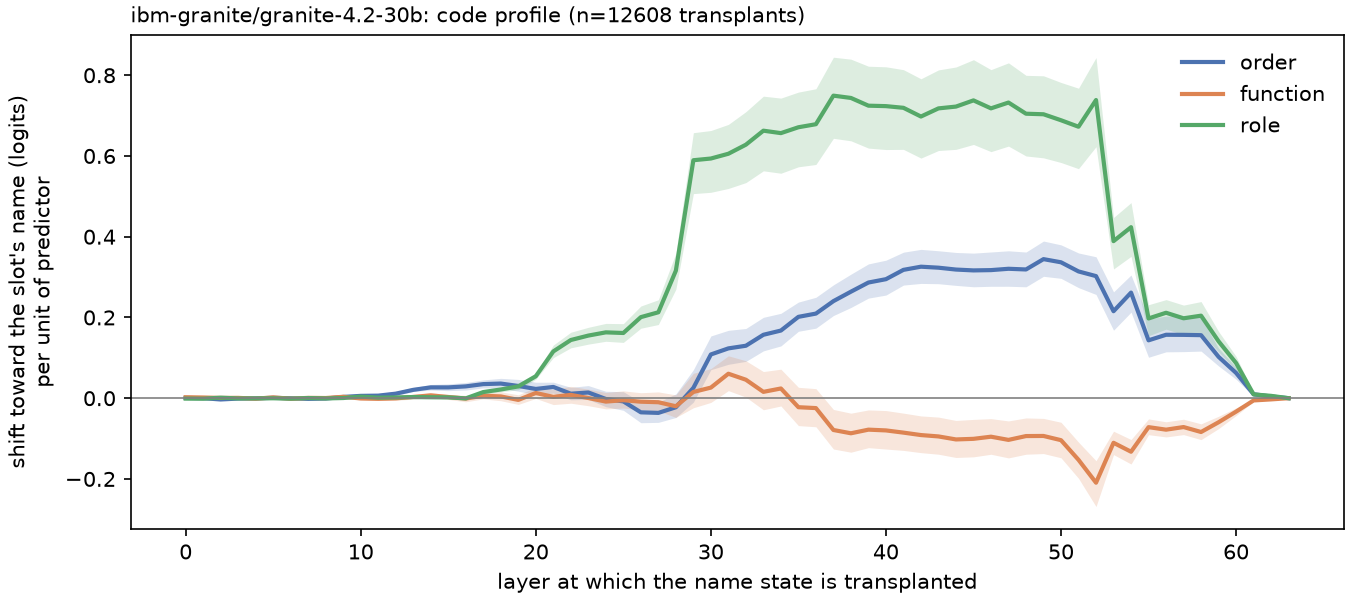 ibm-granite/granite-4.2-30b: code profile (n=12608 transplants)
shift toward the slot's name (logits)
per unit of predictor
0.8
0.6
0.4
0.2
0.0
−0.2
order
function
role
0
10
20
30
40
50
60
layer at which the name state is transplanted